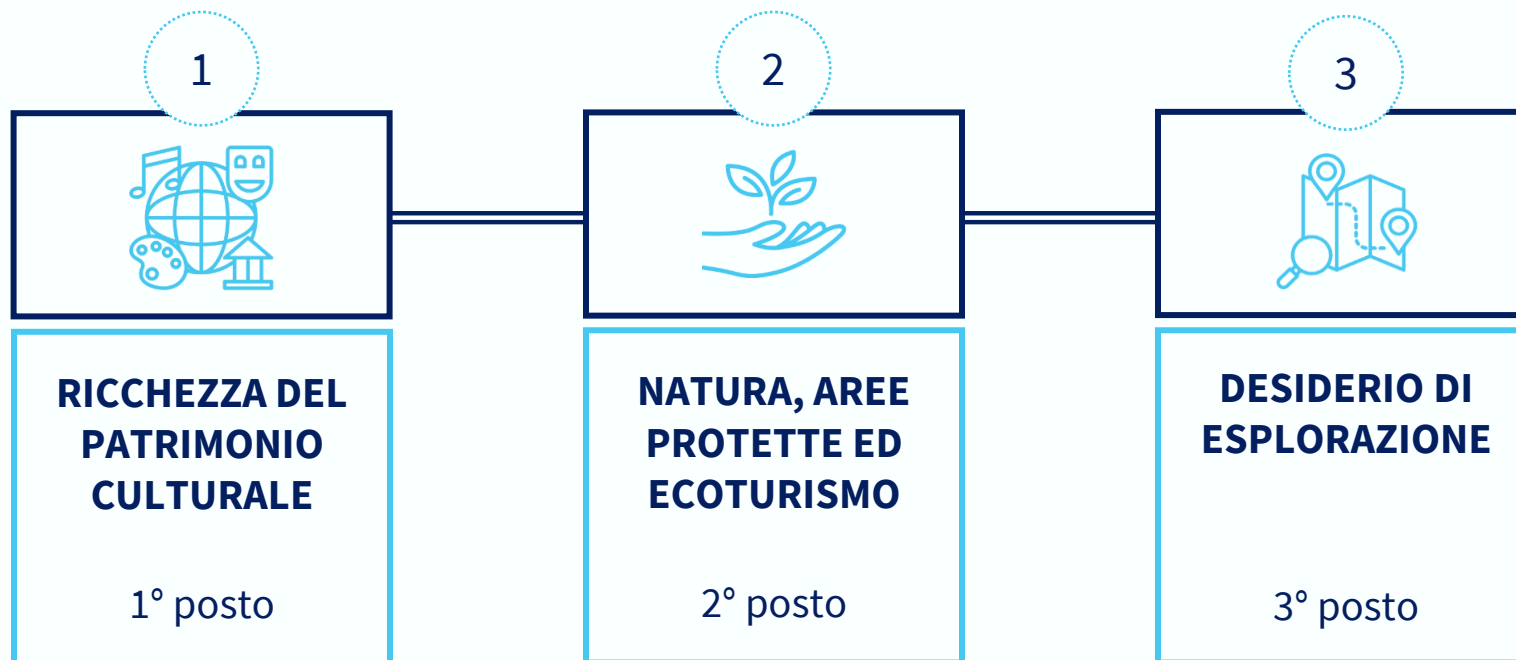 1
RICCHEZZA DEL
PATRIMONIO
CULTURALE
1° posto
2
NATURA, AREE
PROTETTE ED
ECOTURISMO
2° posto
3
DESIDERIO DI
ESPLORAZIONE
3° posto